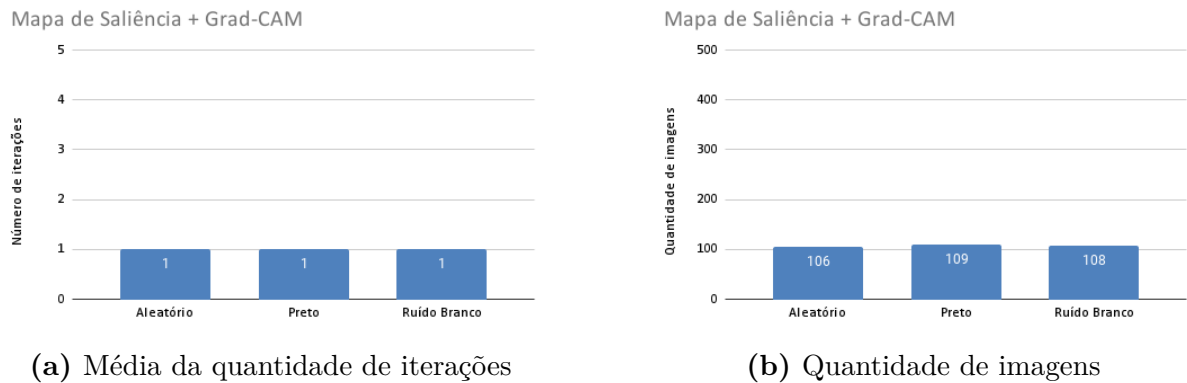 Mapa de Saliência + Grad-CAM
5
4
3
2
1
0
Número de iterações
1
1
1
Aleatório
Preto
Ruído Branco
(a) Média da quantidade de iterações
Mapa de Saliência + Grad-CAM
500
400
300
200
100
0
Quantidade de imagens
106
109
108
Aleatório
Preto
Ruído Branco
(b) Quantidade de imagens